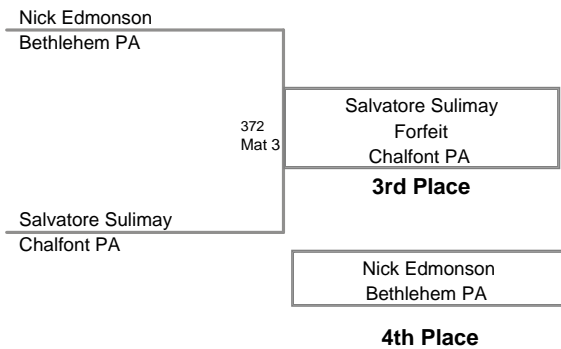 Nick Edmonson
Bethlehem PA
372
Mat 3
Salvatore Sulimay
Forfeit
Chalfont PA
3rd Place
Salvatore Sulimay
Chalfont PA
Nick Edmonson
Bethlehem PA
4th Place